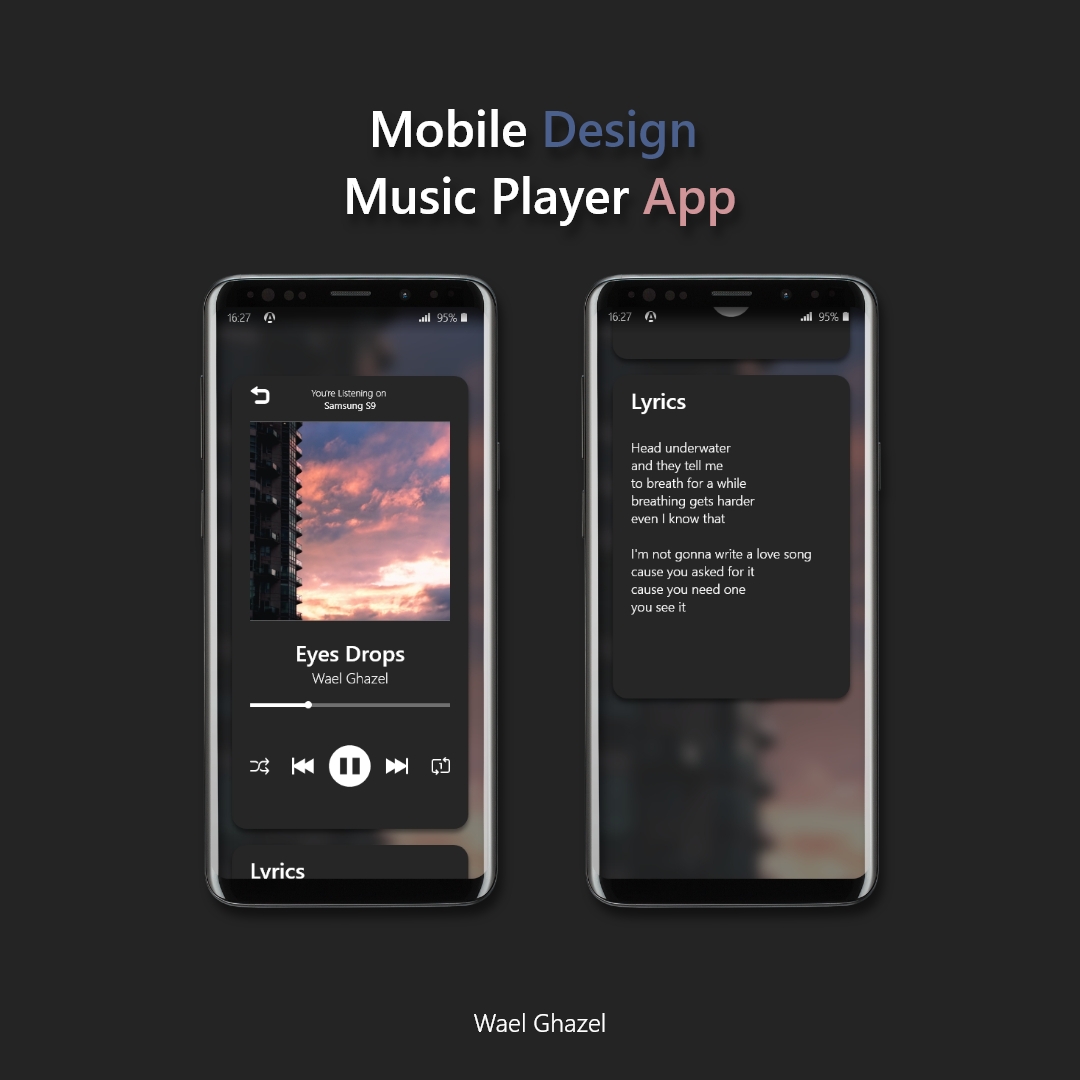 Mobile Design
Music Player App
16:27
95%
You're Listening on
Samsung S9
Eyes Drops
Wael Ghazel
1
Lyrics
16:27
95%
Lyrics
Head underwater
and they tell me
to breath for a while
breathing gets harder
even I know that
I'm not gonna write a love song
cause you asked for it
cause you need one
you see it
Wael Ghazel